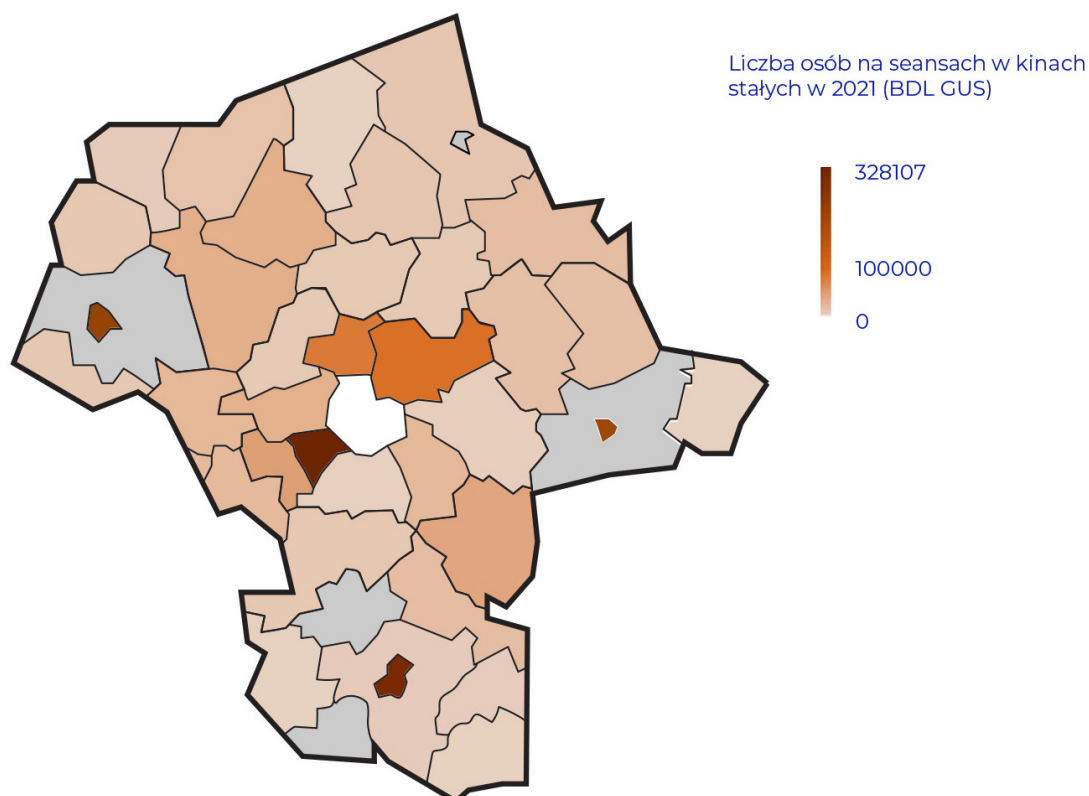 Liczba osób na seansach w kinach
stałych w 2021 (BDL GUS)
328107
100000
0